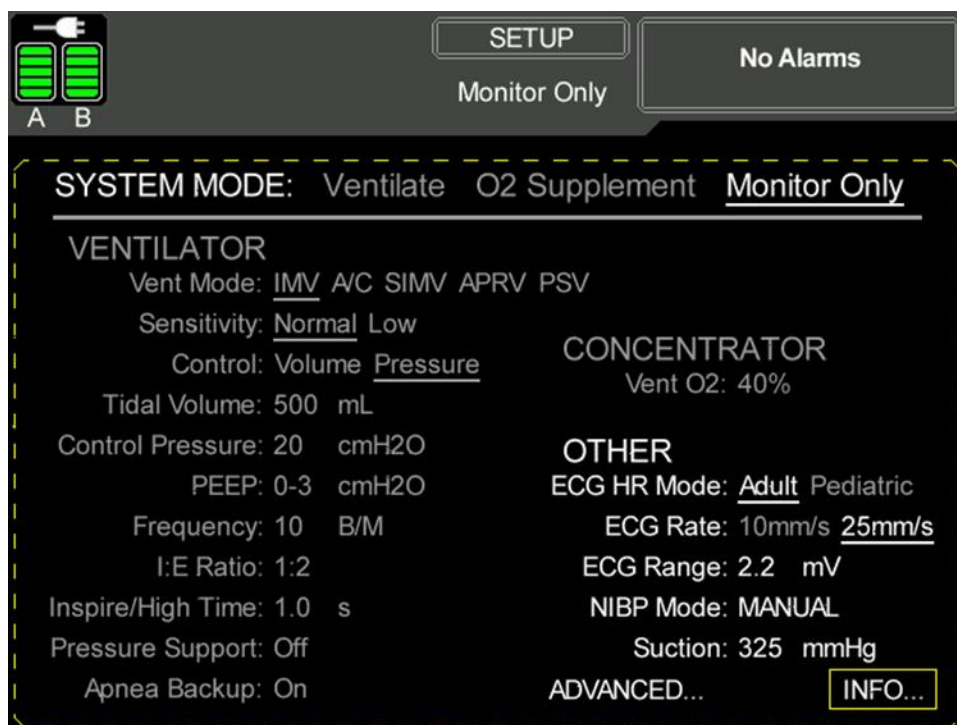 SETUP
No Alarms
Monitor Only
A B
SYSTEM MODE: Ventilate O2 Supplement Monitor Only
VENTILATOR
Vent Mode: IMV A/C SIMV APRV PSV
Sensitivity: Normal Low
Control: Volume Pressure
Tidal Volume: 500 mL
Control Pressure: 20 cmH2O
PEEP: 0-3 cmH2O
Frequency: 10 B/M
I:E Ratio: 1:2
Inspire/High Time: 1.0 s
Pressure Support: Off
Apnea Backup: On
CONCENTRATOR
Vent O2: 40%
OTHER
ECG HR Mode: Adult Pediatric
ECG Rate: 10mm/s 25mm/s
ECG Range: 2.2 mV
NIBP Mode: MANUAL
Suction: 325 mmHg
ADVANCED... INFO...